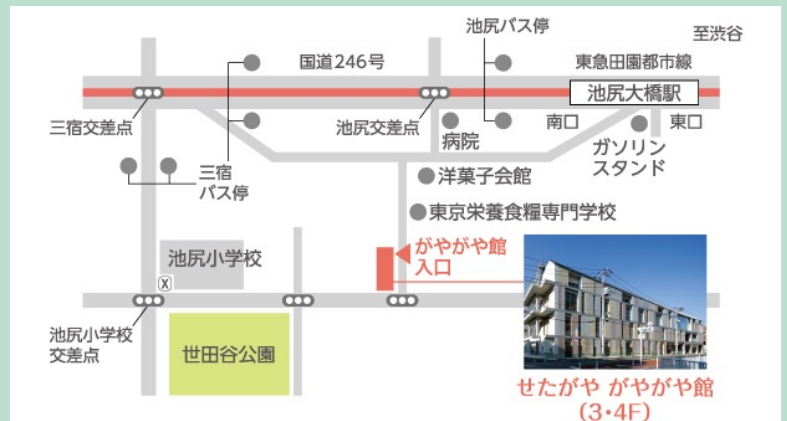 池尻バス停
至渋谷
国道246号
東急田園都市線
池尻大橋駅
三宿交差点
池尻交差点
病院
南口
東口
ガソリン
スタンド
三宿
バス停
洋菓子会館
東京栄養食糧専門学校
がやがや館
入口
池尻小学校
X
池尻小学校
交差点
世田谷公園
せたがや がやがや館
(3・4F)